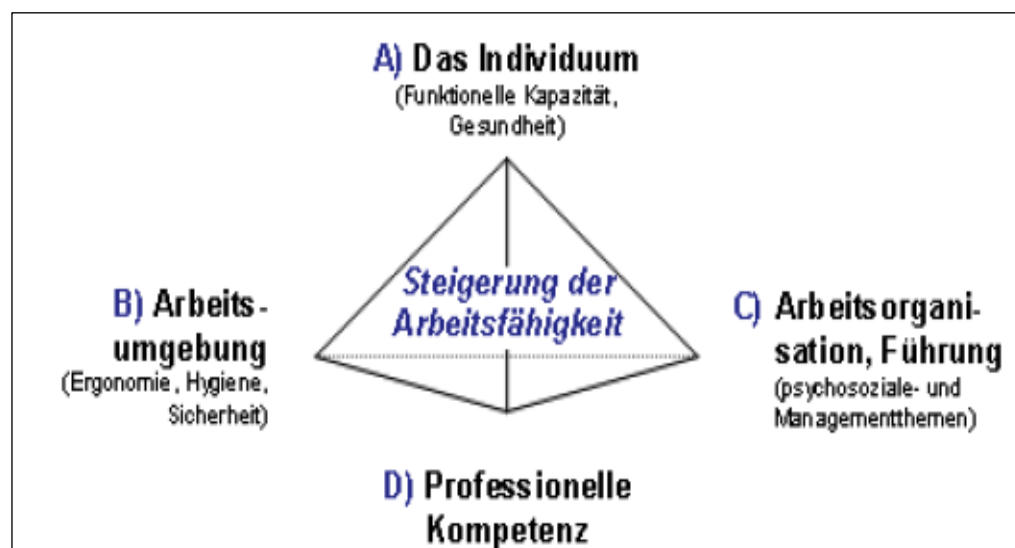 A) Das Individuum
(Funktionelle Kapazität,
Gesundheit)
Steigerung der
Arbeitsfähigkeit
B) Arbeits-
umgebung
(Ergonomie, Hygiene,
Sicherheit)
C) Arbeitsorgani-
sation, Führung
(psychosoziale- und
Managementthemen)
D) Professionelle
Kompetenz